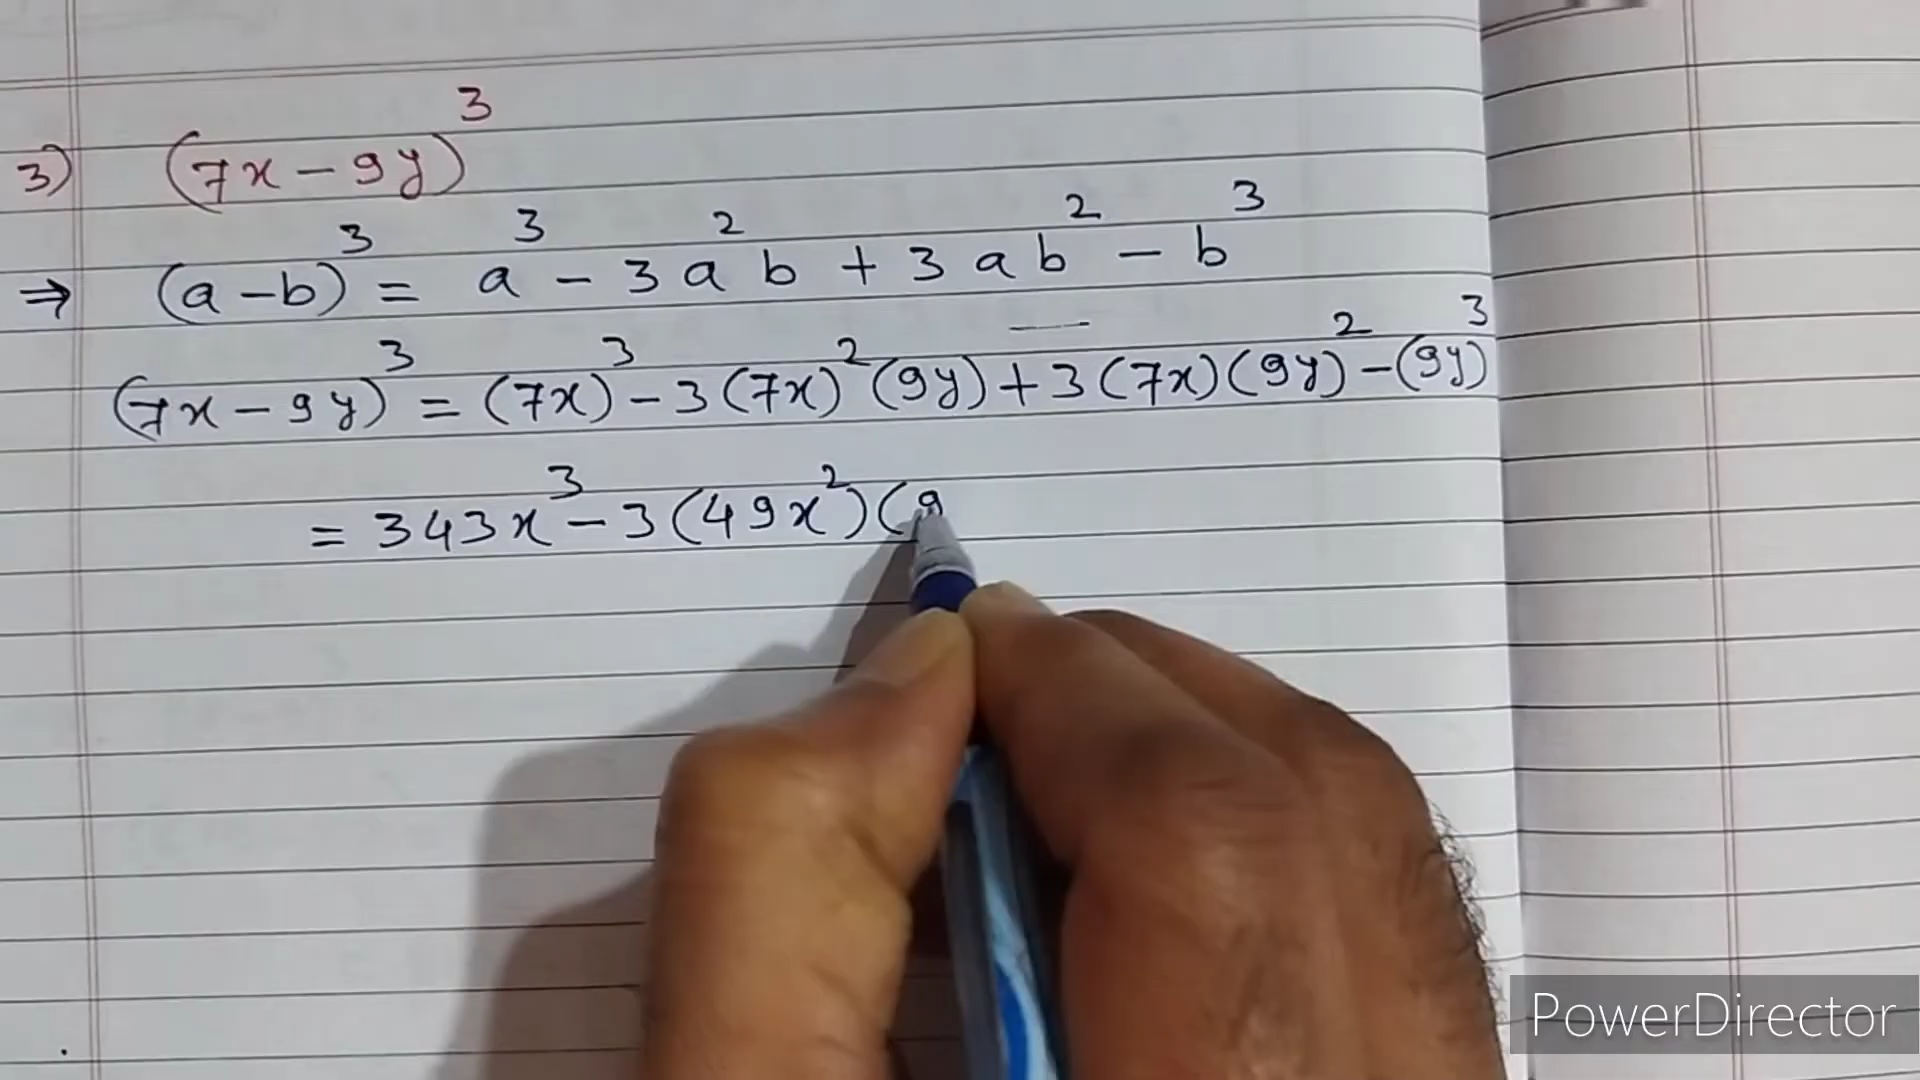 3) (7x - 9y)³
⇒ (a - b)³ = a³ - 3a²b + 3ab² - b³
(7x - 9y)³ = (7x)³ - 3(7x)²(9y) + 3(7x)(9y)² - (9y)³
= 343x³ - 3(49x²)(9
PowerDirector